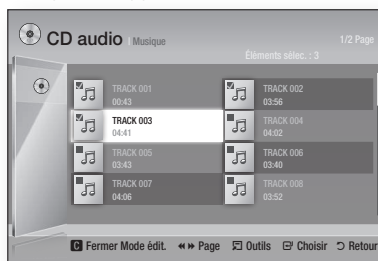 CD audio | Musique
1/2 Page
Éléments sélec. : 3
TRACK 001
00:43
TRACK 002
03:56
TRACK 003
04:41
TRACK 004
04:02
TRACK 005
03:43
TRACK 006
03:40
TRACK 007
04:06
TRACK 008
03:52
C Fermer Mode édit. Page Outils Choisir Retour